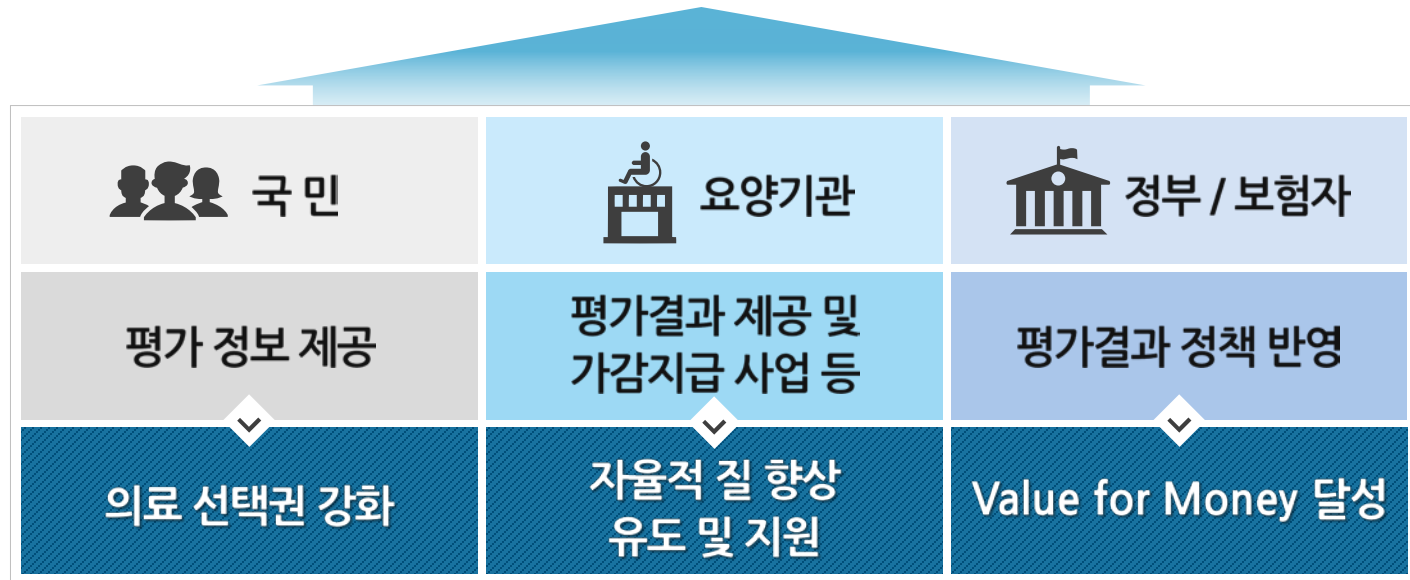 국 민
요양기관
정부 / 보험자
평가 정보 제공
평가결과 제공 및
가감지급 사업 등
평가결과 정책 반영
의료 선택권 강화
자율적 질 향상
유도 및 지원
Value for Money 달성